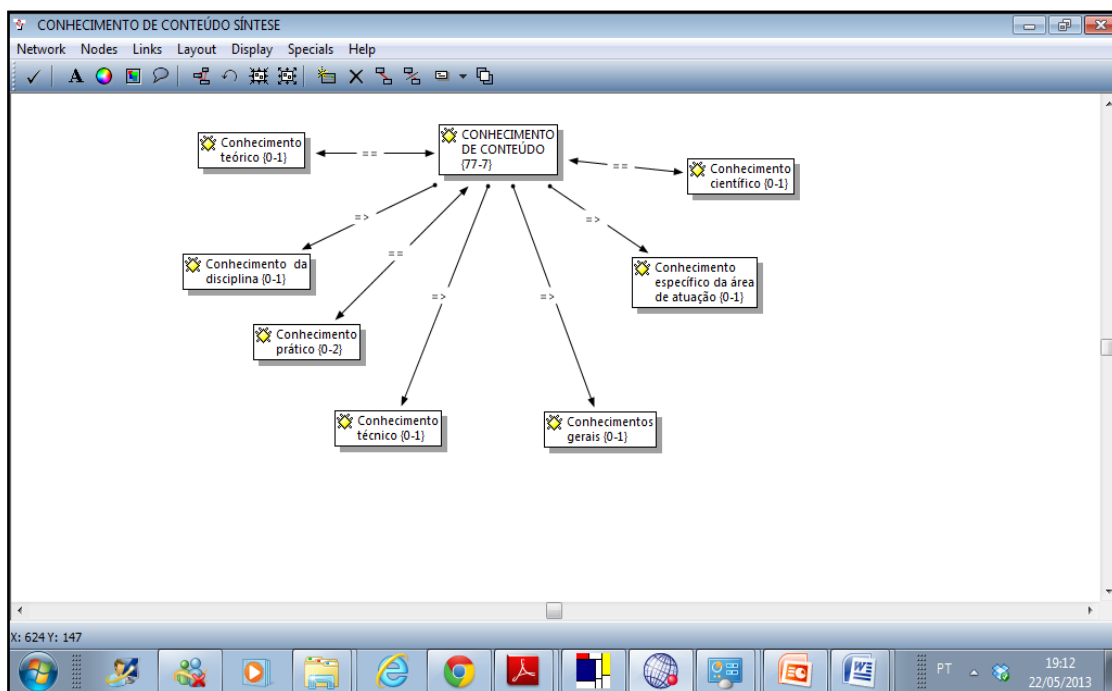 CONHECIMENTO DE CONTEÚDO SÍNTESE
Network Nodes Links Layout Display Specials Help
A
Conhecimento
teórico {0-1}
==
CONHECIMENTO
DE CONTEÚDO
{77-7}
==
Conhecimento
científico {0-1}
=>
==
=>
Conhecimento da
disciplina {0-1}
Conhecimento
específico da área
de atuação {0-1}
=>
=>
Conhecimento
prático {0-2}
Conhecimento
técnico {0-1}
Conhecimentos
gerais {0-1}
X: 624 Y: 147
PT
19:12
22/05/2013